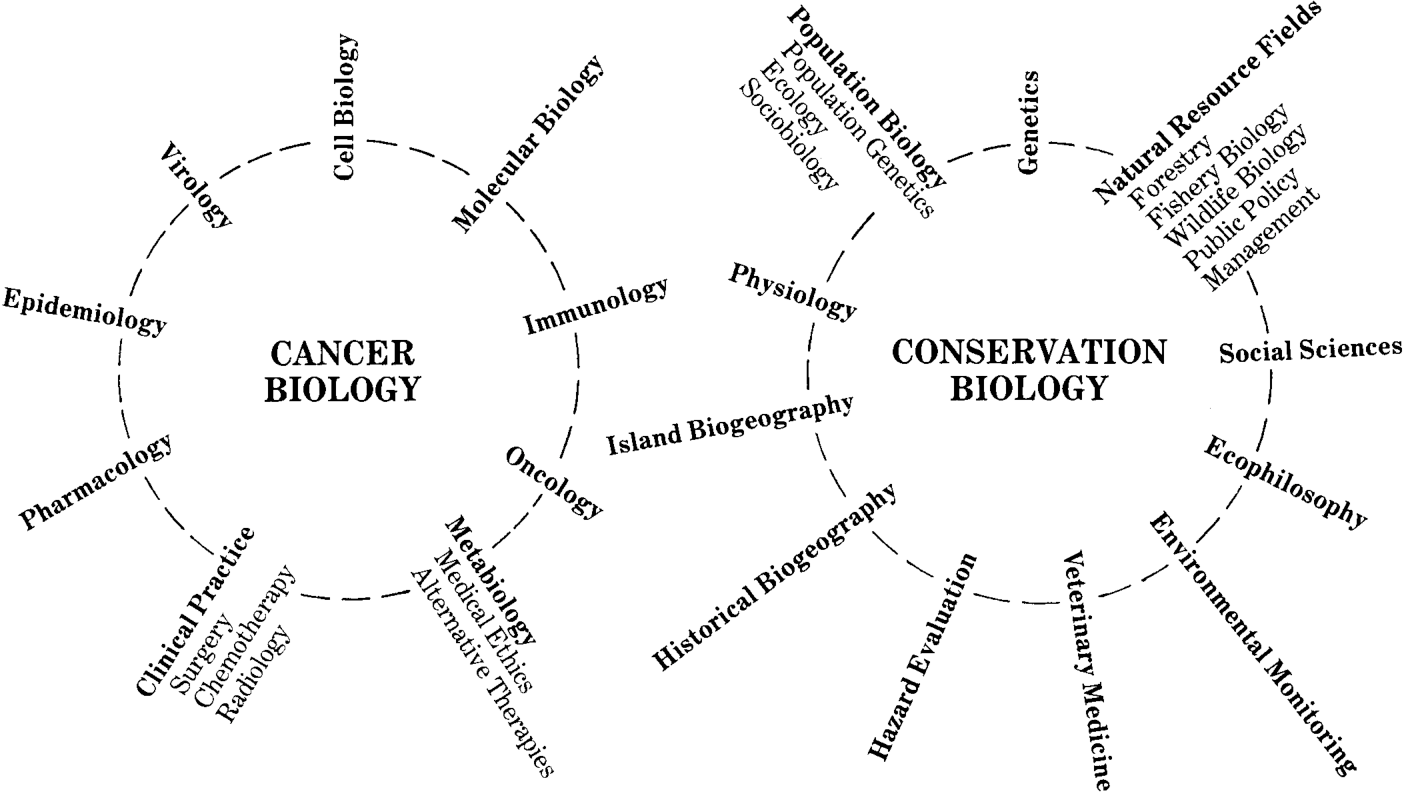 CANCER
BIOLOGY
Cell Biology
Molecular Biology
Immunology
Oncology
Metabiology
Medical Ethics
Alternative Therapies
Clinical Practice
Surgery
Chemotherapy
Radiology
Pharmacology
Epidemiology
Virology
CONSERVATION
BIOLOGY
Population Biology
Population Genetics
Ecology
Sociobiology
Genetics
Natural Resource Fields
Forestry
Fishery Biology
Wildlife Biology
Public Policy
Management
Social Sciences
Ecophilosophy
Environmental Monitoring
Veterinary Medicine
Hazard Evaluation
Historical Biogeography
Island Biogeography
Physiology